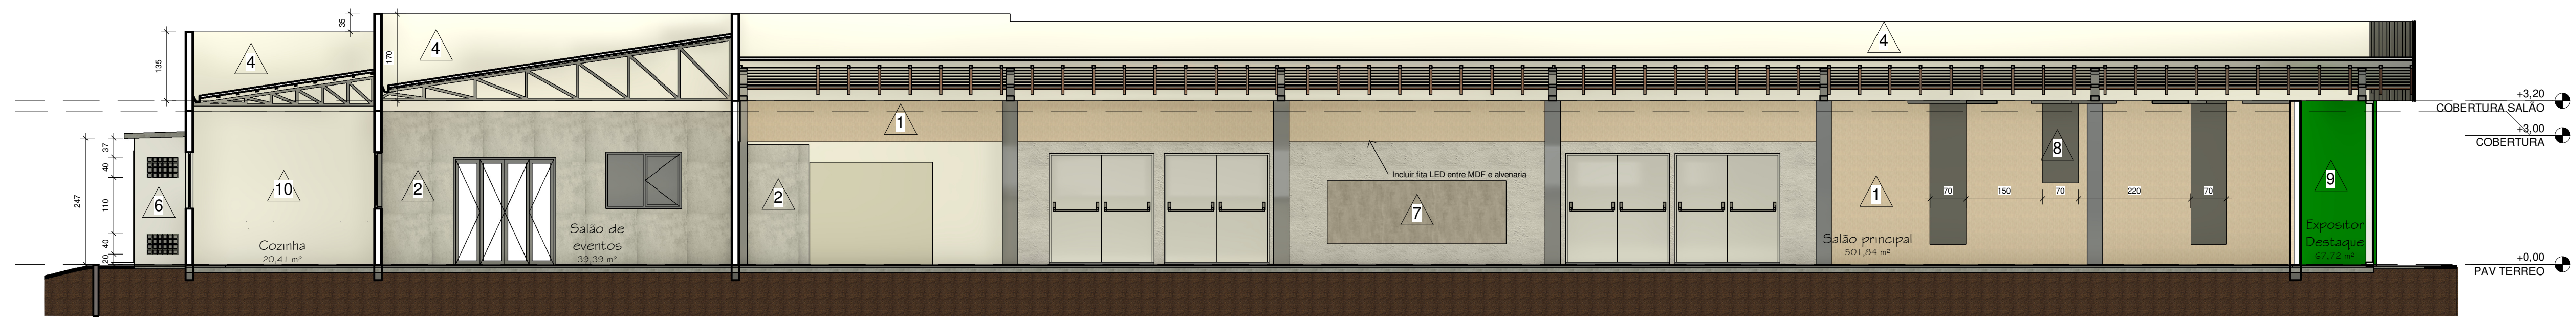 35
4
4
4
135
170
+3,20
COBERTURA SALÃO
1
+3,00
COBERTURA
37
40
8
Incluir fita LED entre MDF e alvenaria
9
247
110
6
10
2
2
7
1
70
150
70
220
70
40
20
Cozinha
20,41 m²
Salão de
eventos
39,39 m²
Salão principal
501,84 m²
Expositor
Destaque
67,72 m²
+0,00
PAV TERREO